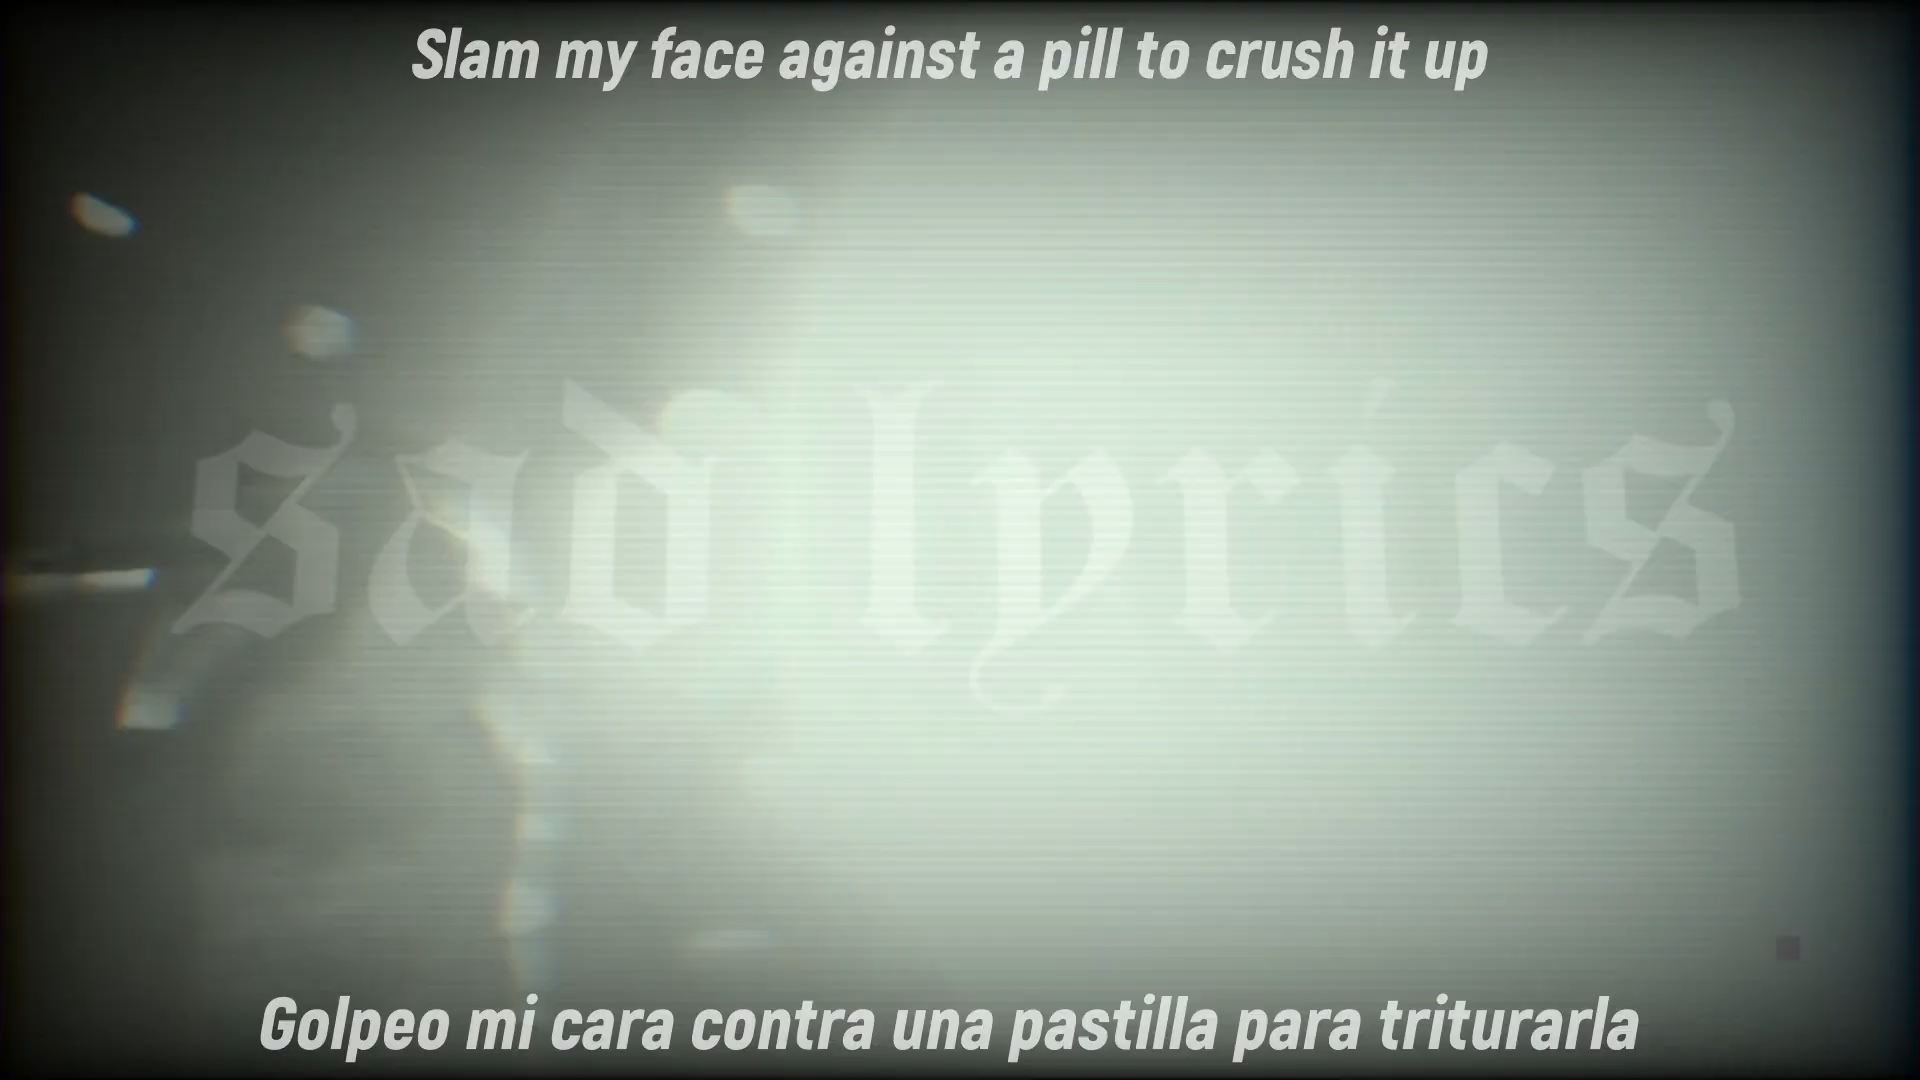 Slam my face against a pill to crush it up
sad lyrics
Golpeo mi cara contra una pastilla para triturarla